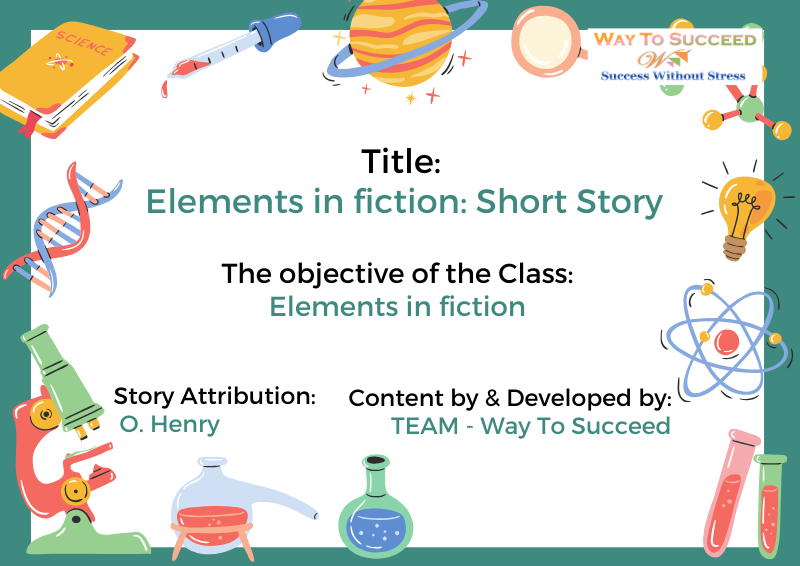 SCIENCE
WAY TO SUCCEED
W
Success Without Stress
Title:
Elements in fiction: Short Story
The objective of the Class:
Elements in fiction
Story Attribution:
O. Henry
Content by & Developed by:
TEAM - Way To Succeed